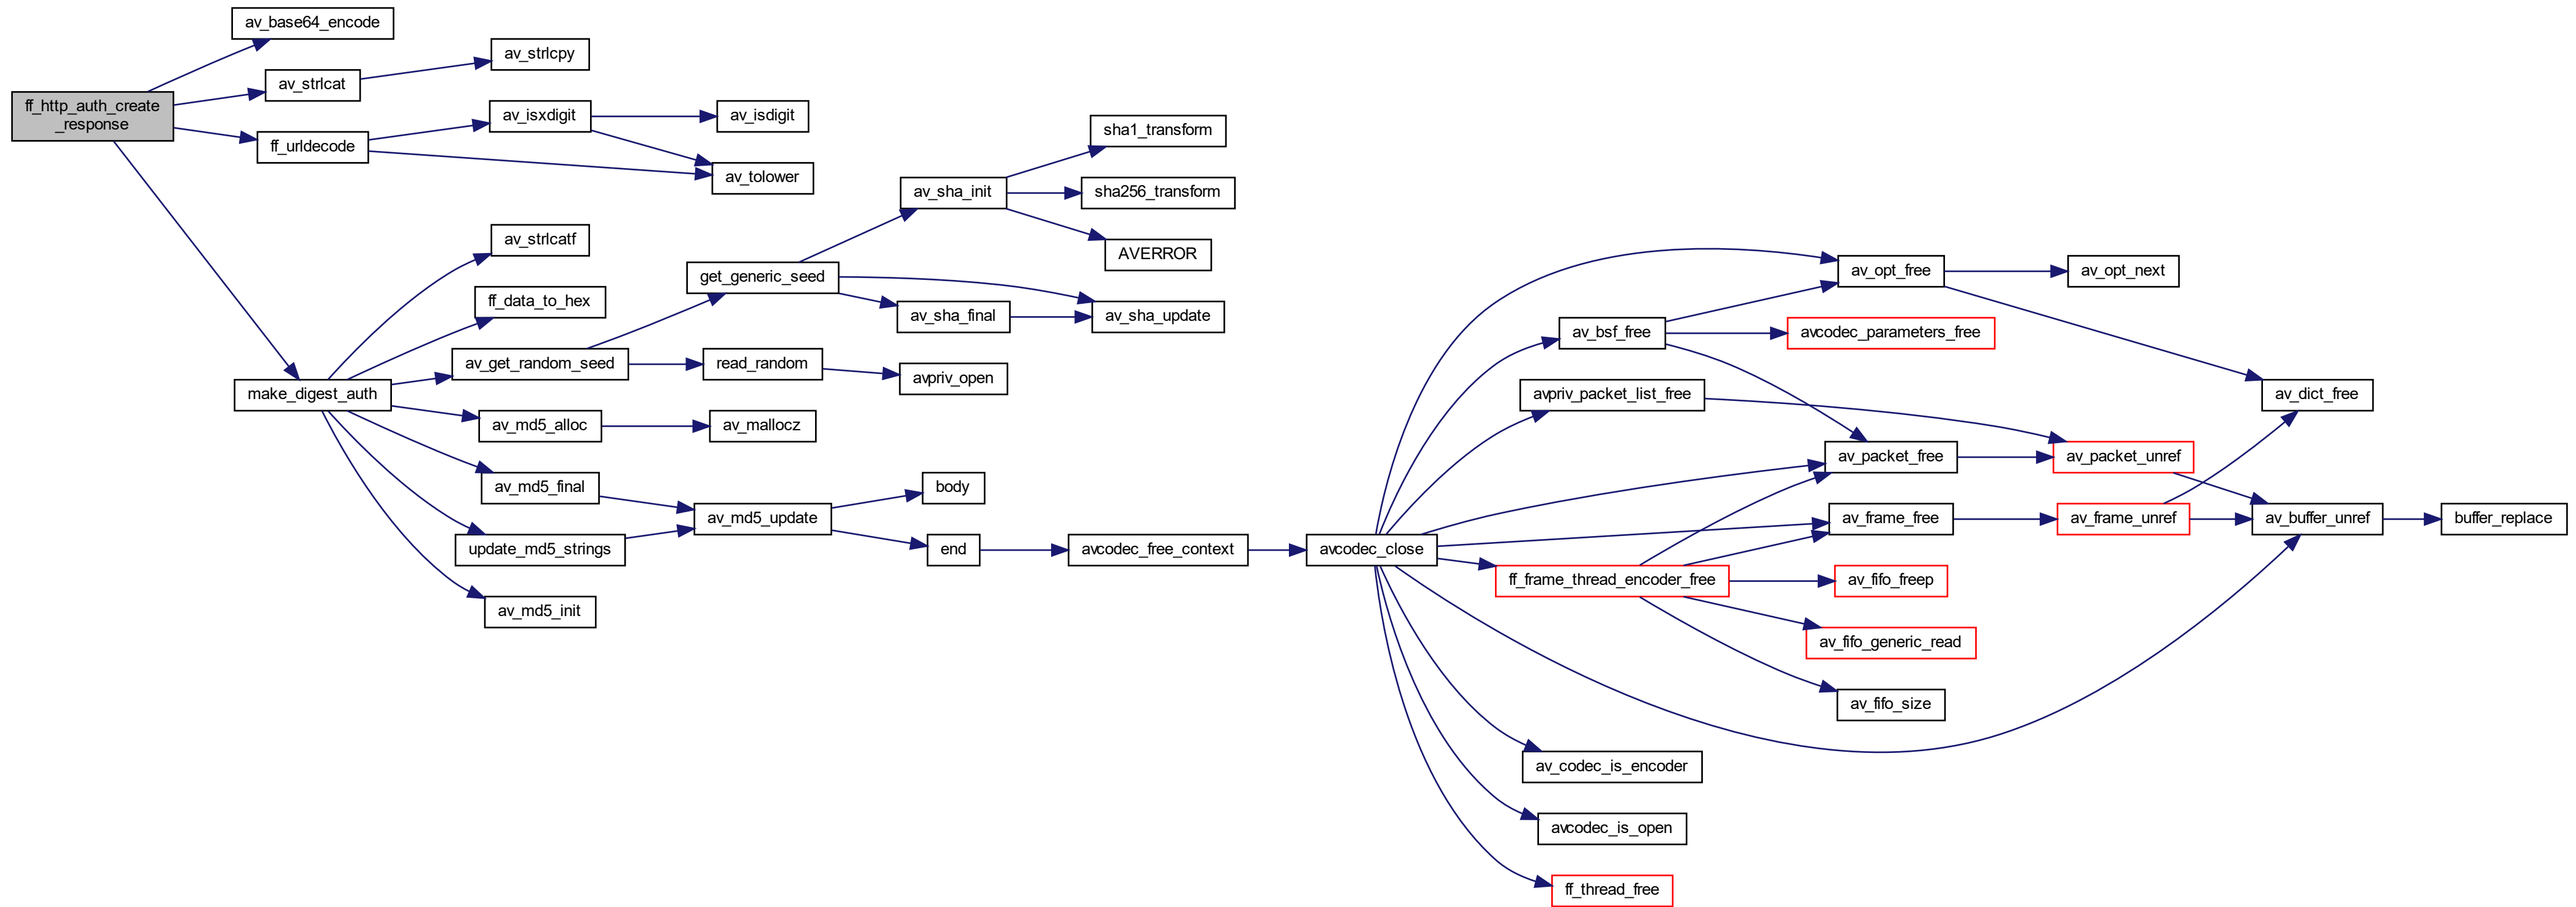 ff_http_auth_create
_response
av_base64_encode
av_strlcat
av_strlcpy
ff_urldecode
av_isxdigit
av_isdigit
av_tolower
make_digest_auth
av_strlcatf
ff_data_to_hex
av_get_random_seed
get_generic_seed
av_sha_init
sha1_transform
sha256_transform
AVERROR
av_sha_final
av_sha_update
read_random
avpriv_open
av_md5_alloc
av_mallocz
av_md5_final
av_md5_update
body
end
update_md5_strings
av_md5_init
avcodec_free_context
avcodec_close
av_opt_free
av_opt_next
av_bsf_free
avcodec_parameters_free
avpriv_packet_list_free
av_dict_free
av_packet_free
av_packet_unref
av_frame_free
av_frame_unref
av_buffer_unref
buffer_replace
ff_frame_thread_encoder_free
av_fifo_freep
av_fifo_generic_read
av_fifo_size
av_codec_is_encoder
avcodec_is_open
ff_thread_free